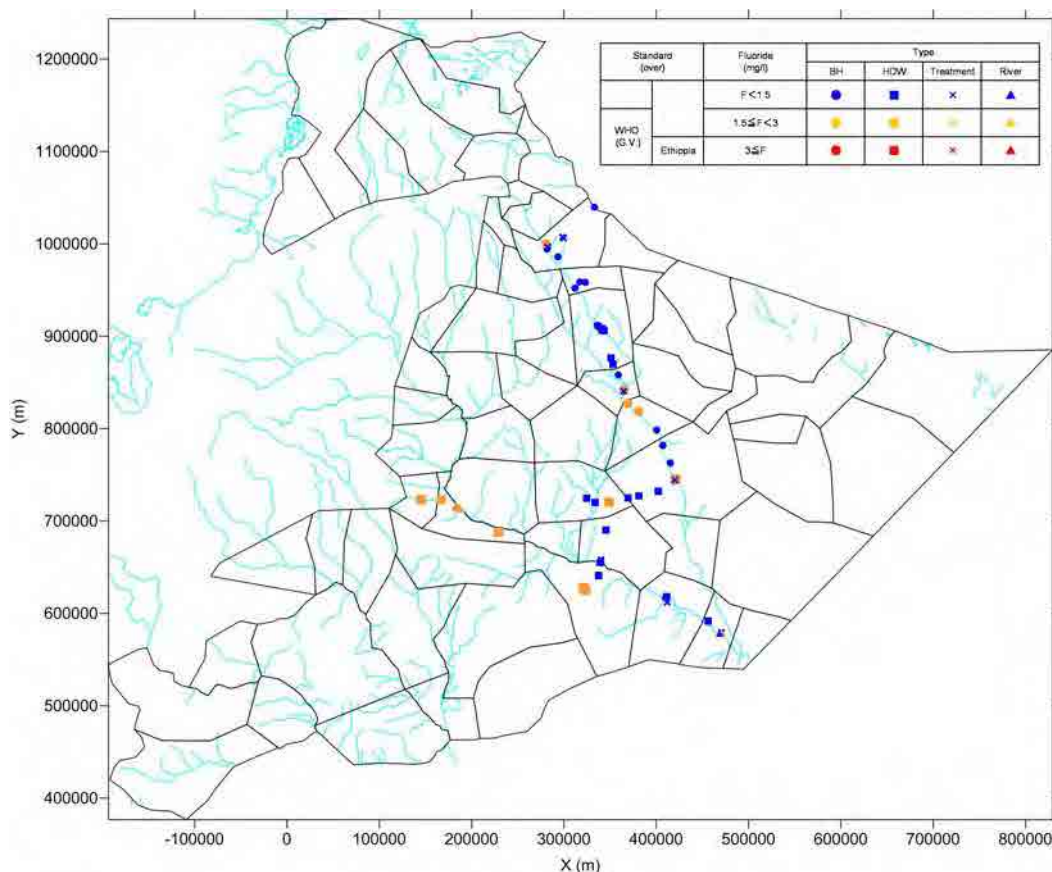 Standard (over) Fluoride (mg/l) Type
BH HDW Treatment River
F<1.5
WHO (G.V.) 1.5≦F<3
Ethippia 3≦F
Y (m)
1200000
1100000
1000000
900000
800000
700000
600000
500000
400000
-100000 0 100000 200000 300000 400000 500000 600000 700000 800000
X (m)